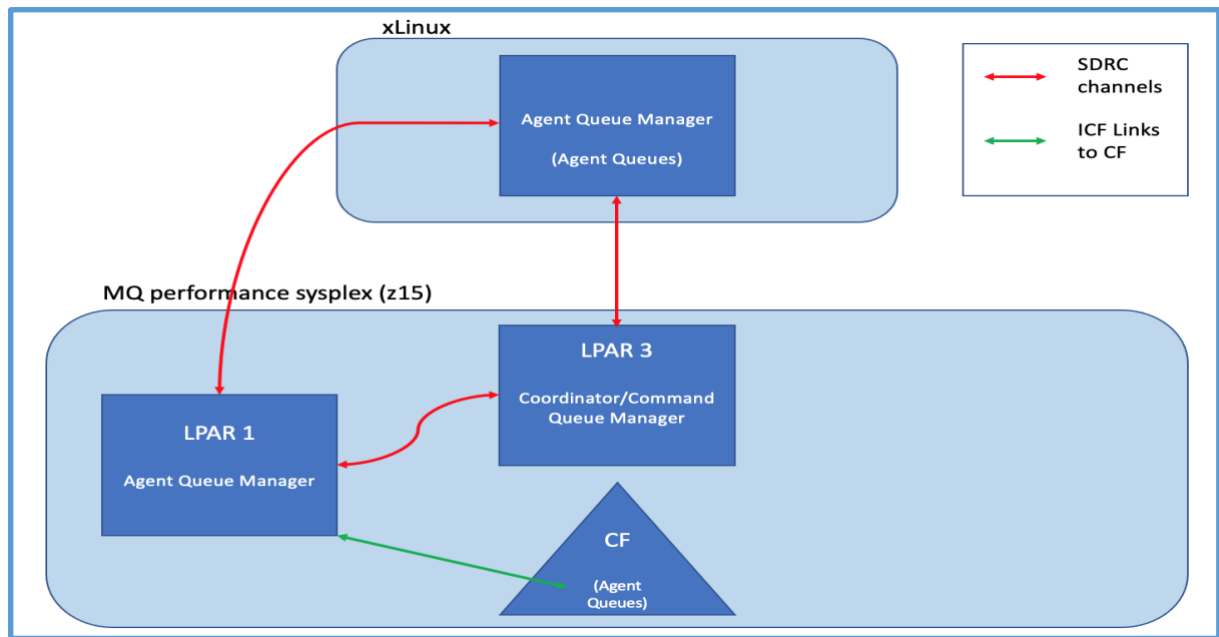 xLinux
Agent Queue Manager
(Agent Queues)
SDRC
channels
ICF Links
to CF
MQ performance sysplex (z15)
LPAR 3
Coordinator/Command
Queue Manager
LPAR 1
Agent Queue Manager
CF
(Agent
Queues)